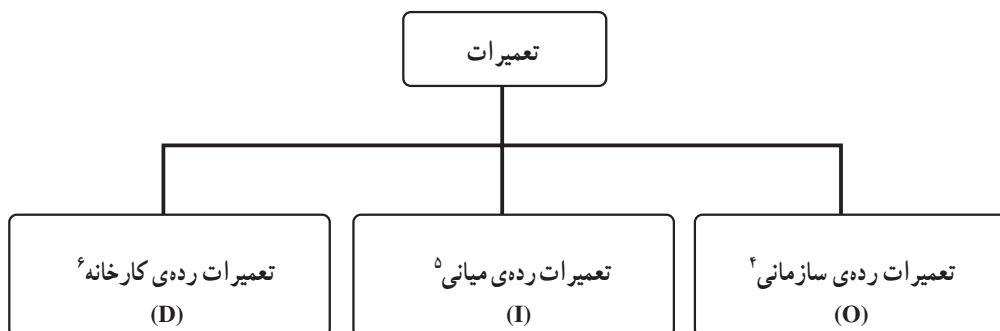 تعمیرات
تعمیرات رده‌ی سازمانی۴
(O)
تعمیرات رده‌ی میانی۵
(I)
تعمیرات رده‌ی کارخانه۶
(D)